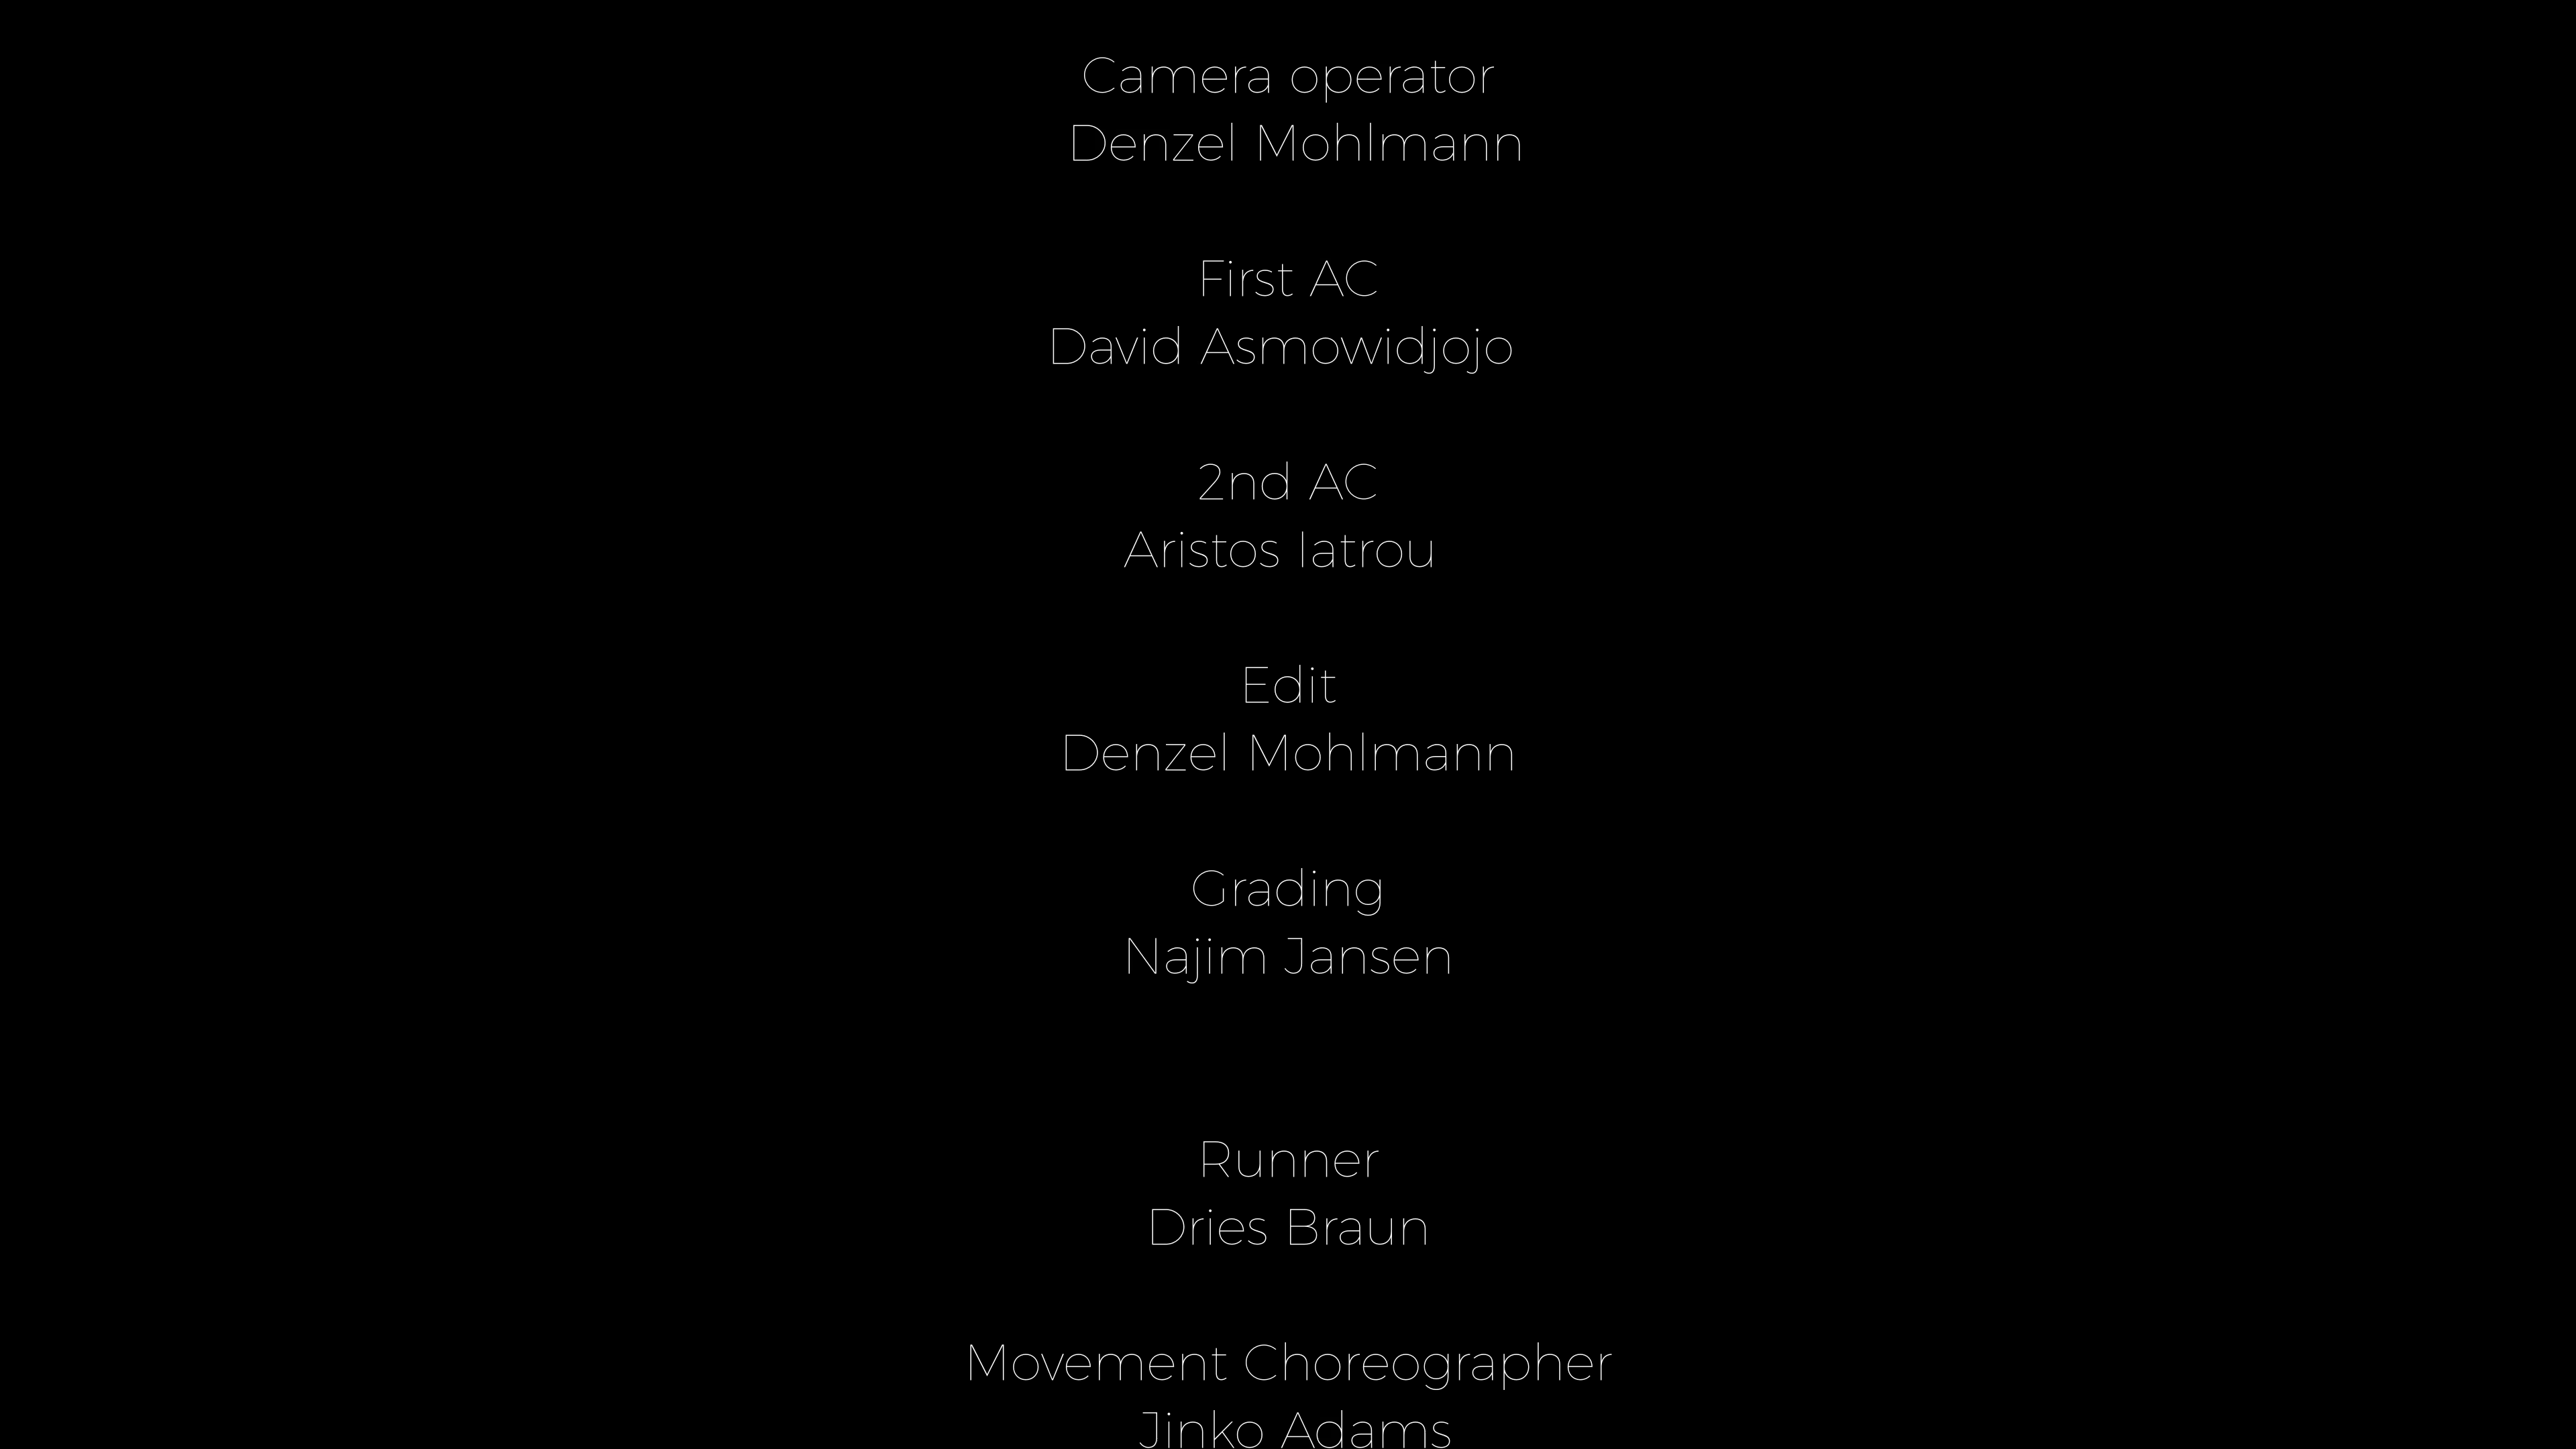 Camera operator
Denzel Mohlmann
First AC
David Asmowidjojo
2nd AC
Aristos Iatrou
Edit
Denzel Mohlmann
Grading
Najim Jansen
Runner
Dries Braun
Movement Choreographer
Jinko Adams